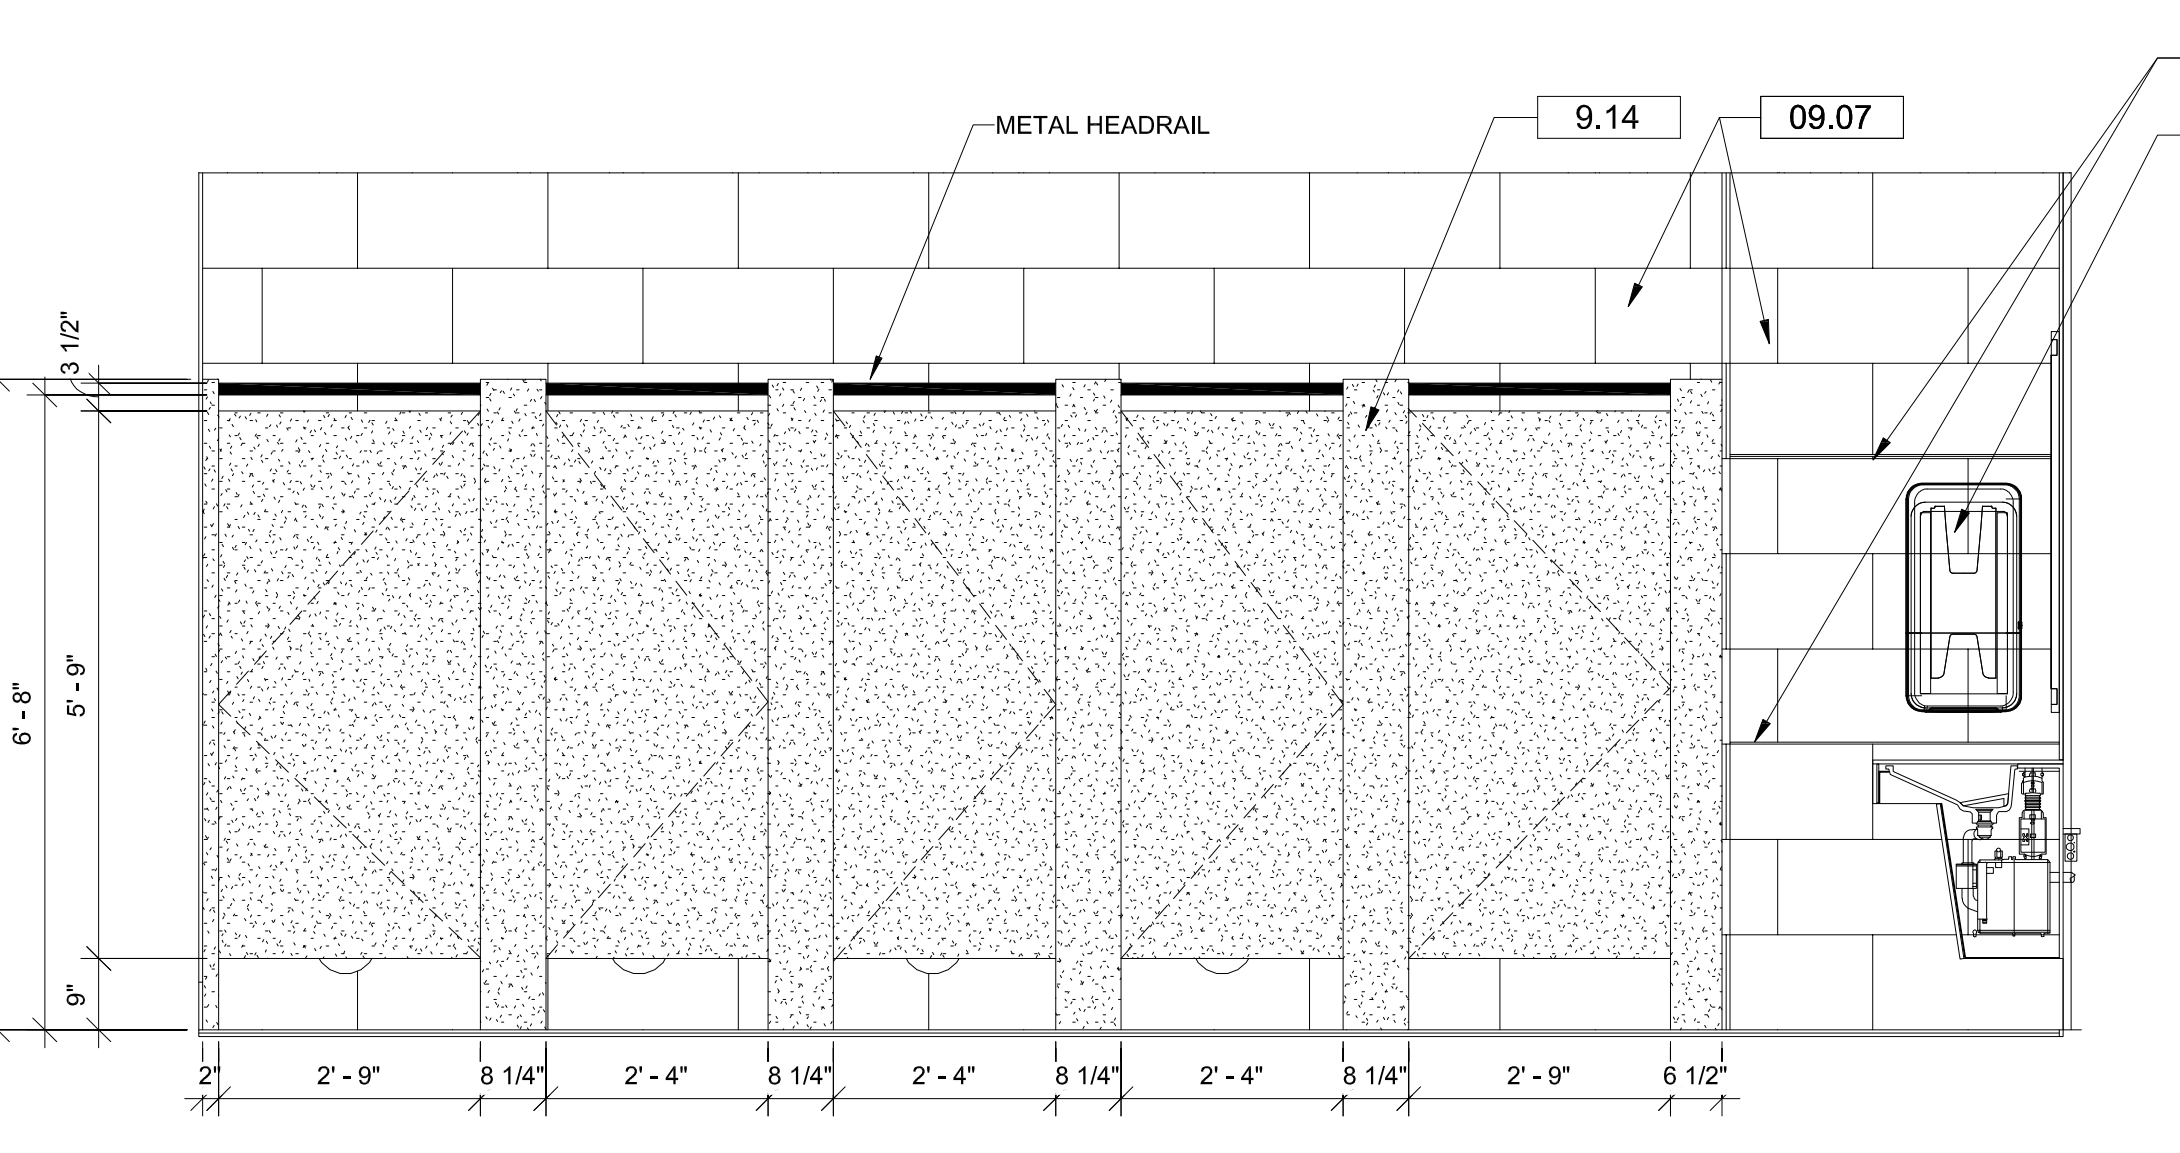 METAL HEADRAIL
9.14
09.07
3 1/2"
6' - 8"
5' - 9"
9"
2"
2' - 9"
8 1/4"
2' - 4"
8 1/4"
2' - 4"
8 1/4"
2' - 4"
8 1/4"
2' - 9"
6 1/2"